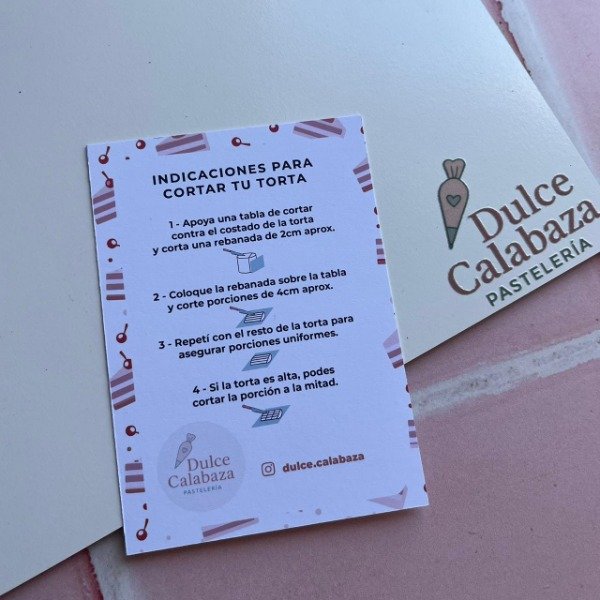 INDICACIONES PARA
CORTAR TU TORTA
1 - Apoya una tabla de cortar
contra el costado de la torta
y corta una rebanada de 2cm aprox.
2 - Coloque la rebanada sobre la tabla
y corte porciones de 4cm aprox.
3 - Repetí con el resto de la torta para
asegurar porciones uniformes.
4 - Si la torta es alta, podes
cortar la porción a la mitad.
Dulce
Calabaza
PASTELERÍA
dulce.calabaza
Dulce
Calabaza
PASTELERÍA